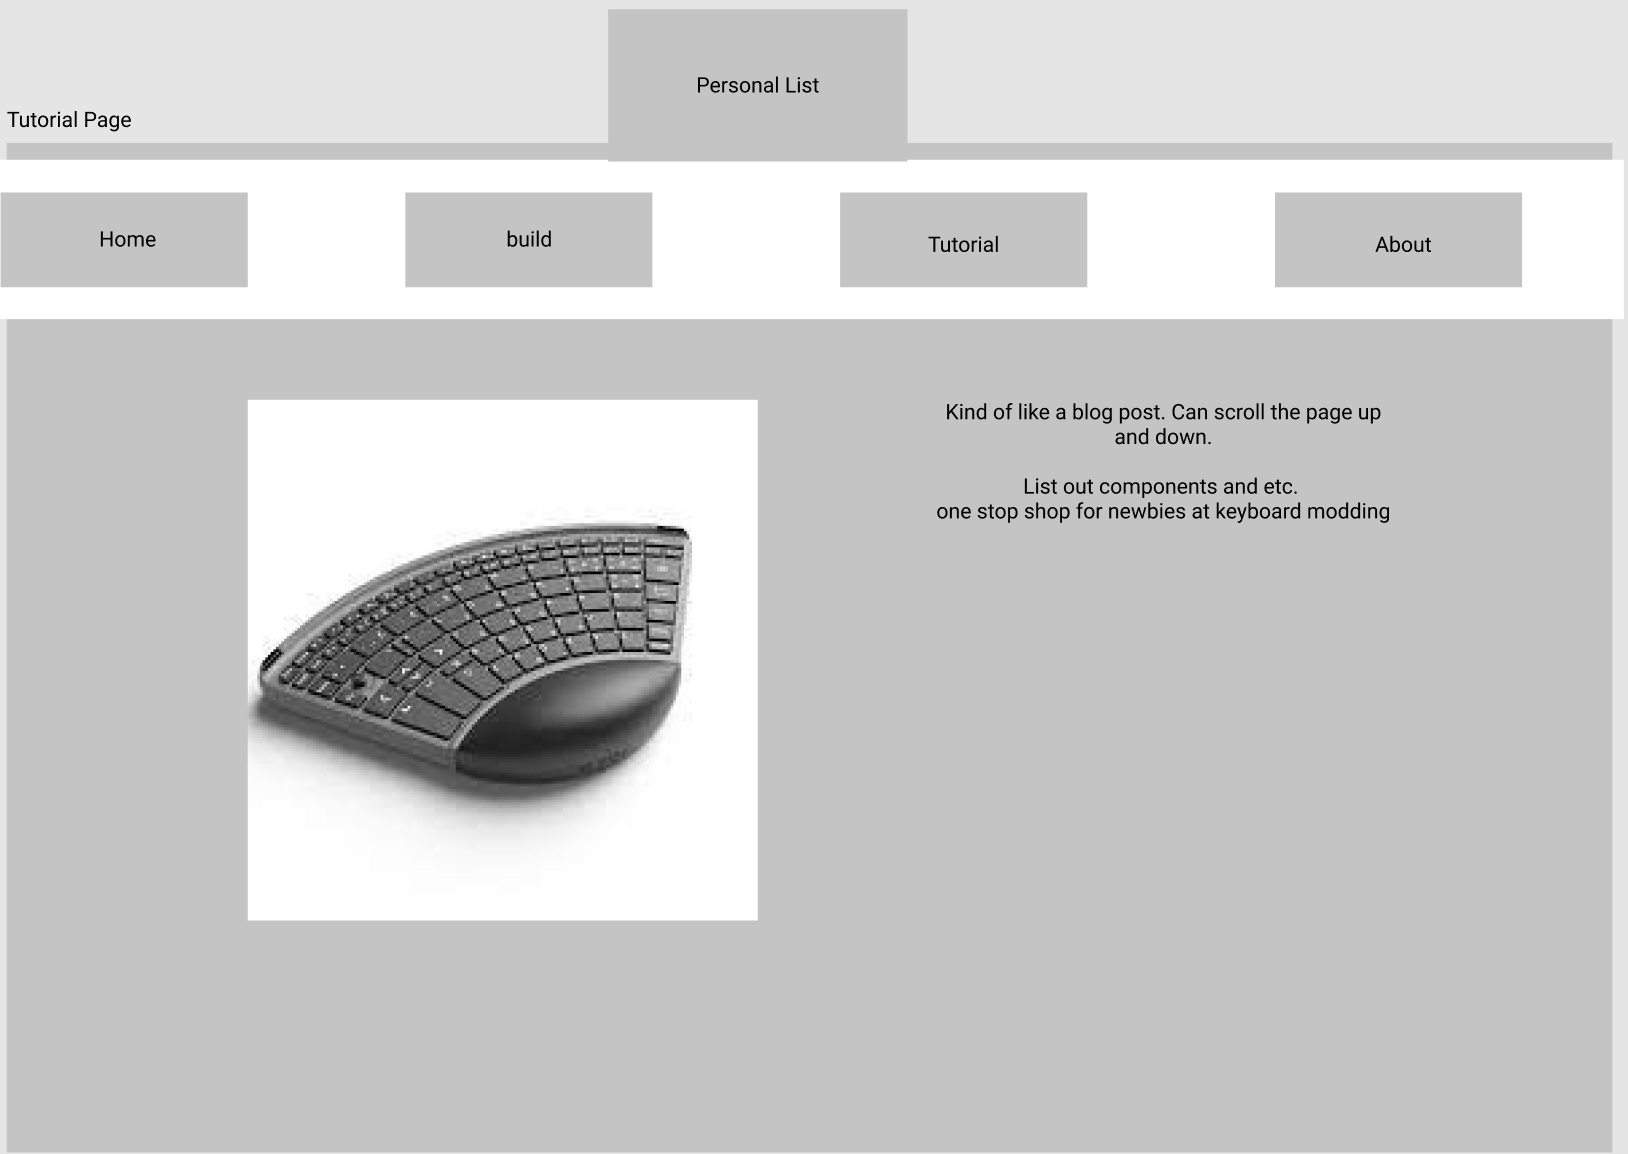 Personal List
Tutorial Page
Home
build
Tutorial
About
Kind of like a blog post. Can scroll the page up
and down.
List out components and etc.
one stop shop for newbies at keyboard modding